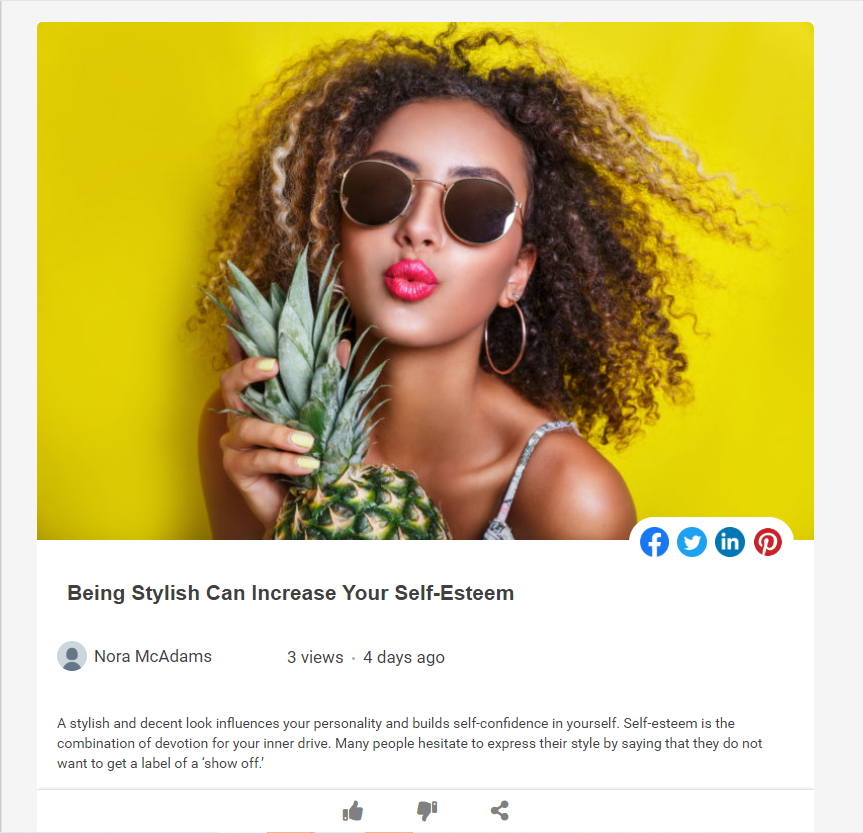 Being Stylish Can Increase Your Self-Esteem
Nora McAdams 3 views • 4 days ago
A stylish and decent look influences your personality and builds self-confidence in yourself. Self-esteem is the
combination of devotion for your inner drive. Many people hesitate to express their style by saying that they do not
want to get a label of a ‘show off.’